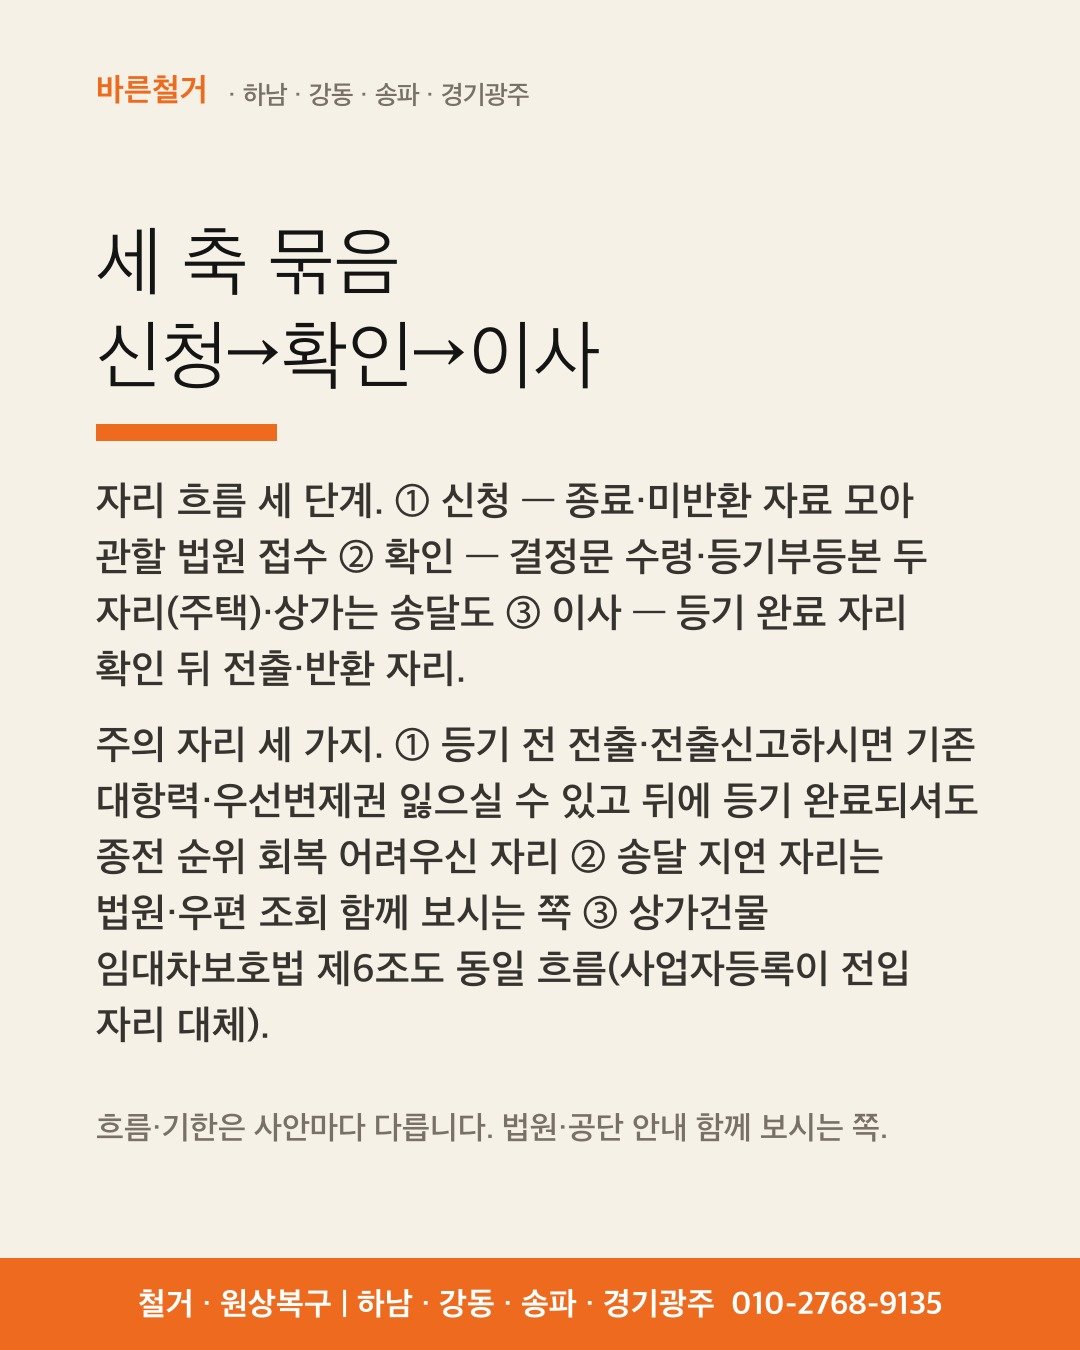 바른철거 · 하남 · 강동 · 송파 · 경기광주
세 축 묶음
신청→확인→이사
자리 흐름 세 단계. ① 신청 — 종료·미반환 자료 모아
관할 법원 접수 ② 확인 — 결정문 수령·등기부등본 두
자리(주택)·상가는 송달도 ③ 이사 — 등기 완료 자리
확인 뒤 전출·반환 자리.
주의 자리 세 가지. ① 등기 전 전출·전출신고하시면 기존
대항력·우선변제권 잃으실 수 있고 뒤에 등기 완료되셔도
종전 순위 회복 어려우신 자리 ② 송달 지연 자리는
법원·우편 조회 함께 보시는 쪽 ③ 상가건물
임대차보호법 제6조도 동일 흐름(사업자등록이 전입
자리 대체).
흐름·기한은 사안마다 다릅니다. 법원·공단 안내 함께 보시는 쪽.
철거 · 원상복구 | 하남 · 강동 · 송파 · 경기광주 010-2768-9135